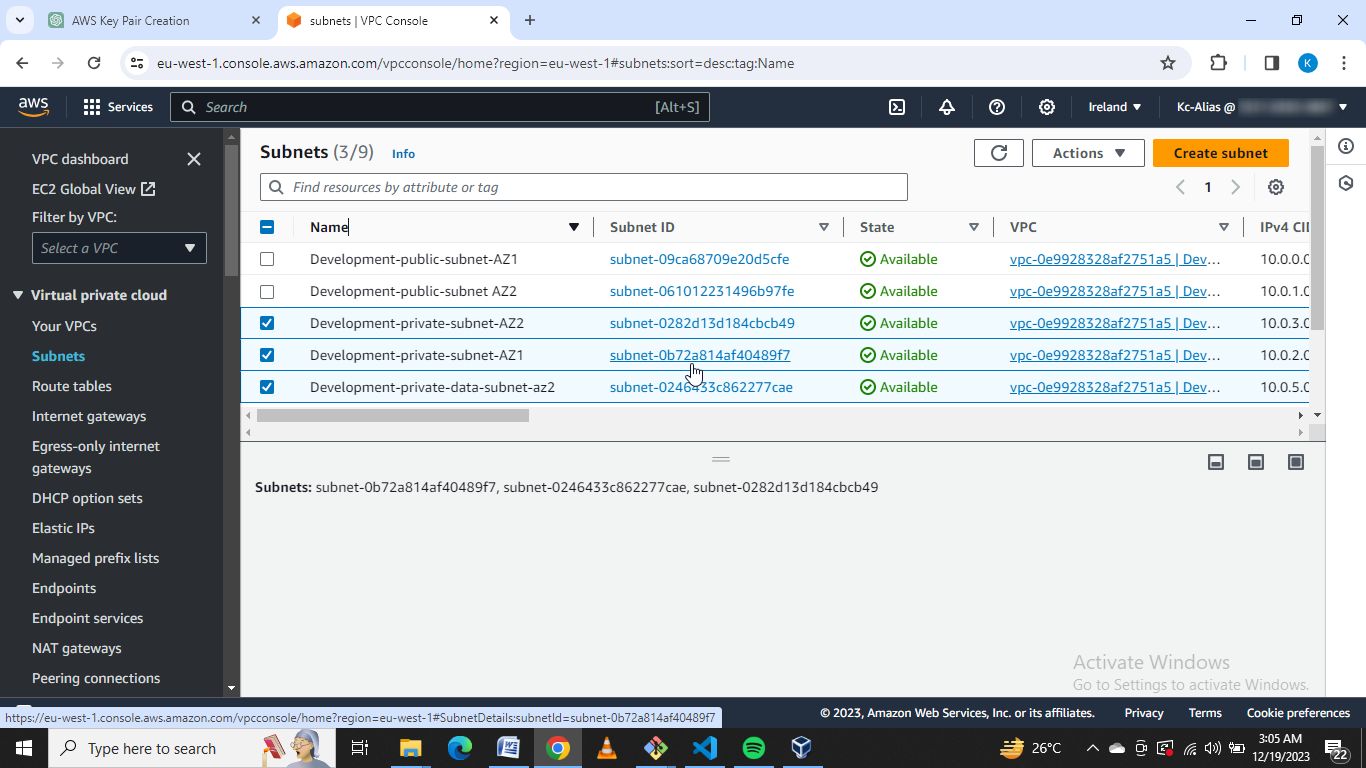 AWS Key Pair Creation
subnets | VPC Console
eu-west-1.console.aws.amazon.com/vpcconsole/home?region=eu-west-1#subnets:sort=desc:tag:Name
K
aws
Services
Search
[Alt+S]
Ireland
Kc-Alias @
VPC dashboard
EC2 Global View
Filter by VPC:
Select a VPC
Virtual private cloud
Your VPCs
Subnets
Route tables
Internet gateways
Egress-only internet
gateways
DHCP option sets
Elastic IPs
Managed prefix lists
Endpoints
Endpoint services
NAT gateways
Peering connections
Subnets (3/9) Info
Actions
Create subnet
Find resources by attribute or tag
1
Name Subnet ID State VPC IPv4 CII
Development-public-subnet-AZ1 subnet-09ca68709e20d5cfe Available vpc-0e9928328af2751a5 | Dev... 10.0.0.0
Development-public-subnet AZ2 subnet-061012231496b97fe Available vpc-0e9928328af2751a5 | Dev... 10.0.1.0
Development-private-subnet-AZ2 subnet-0282d13d184cbcb49 Available vpc-0e9928328af2751a5 | Dev... 10.0.3.0
Development-private-subnet-AZ1 subnet-0b72a814af40489f7 Available vpc-0e9928328af2751a5 | Dev... 10.0.2.0
Development-private-data-subnet-az2 subnet-0246433c862277cae Available vpc-0e9928328af2751a5 | Dev... 10.0.5.0
Subnets: subnet-0b72a814af40489f7, subnet-0246433c862277cae, subnet-0282d13d184cbcb49
Activate Windows
Go to Settings to activate Windows.
https://eu-west-1.console.aws.amazon.com/vpcconsole/home?region=eu-west-1#SubnetDetails:subnetId=subnet-0b72a814af40489f7
© 2023, Amazon Web Services, Inc. or its affiliates.
Privacy
Terms
Cookie preferences
Type here to search
26°C
3:05 AM
12/19/2023
22